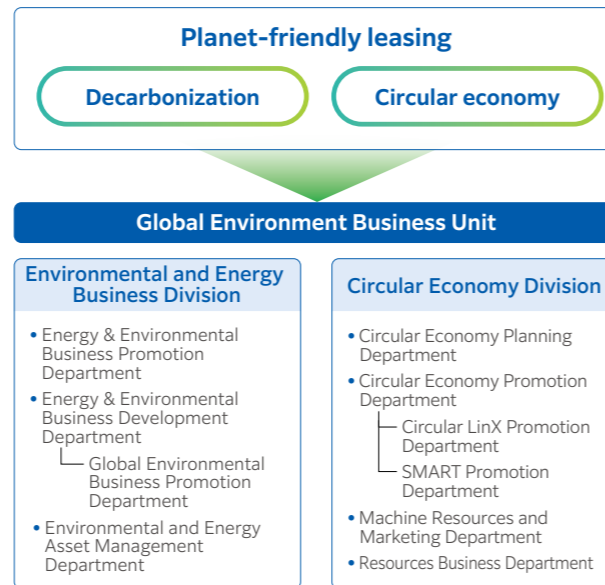 Planet-friendly leasing
Decarbonization
Circular economy
Global Environment Business Unit
Environmental and Energy
Business Division
• Energy & Environmental
Business Promotion
Department
• Energy & Environmental
Business Development
Department
Global Environmental
Business Promotion
Department
• Environmental and Energy
Asset Management
Department
Circular Economy Division
• Circular Economy Planning
Department
• Circular Economy Promotion
Department
Circular LinX Promotion
Department
SMART Promotion
Department
• Machine Resources and
Marketing Department
• Resources Business Department